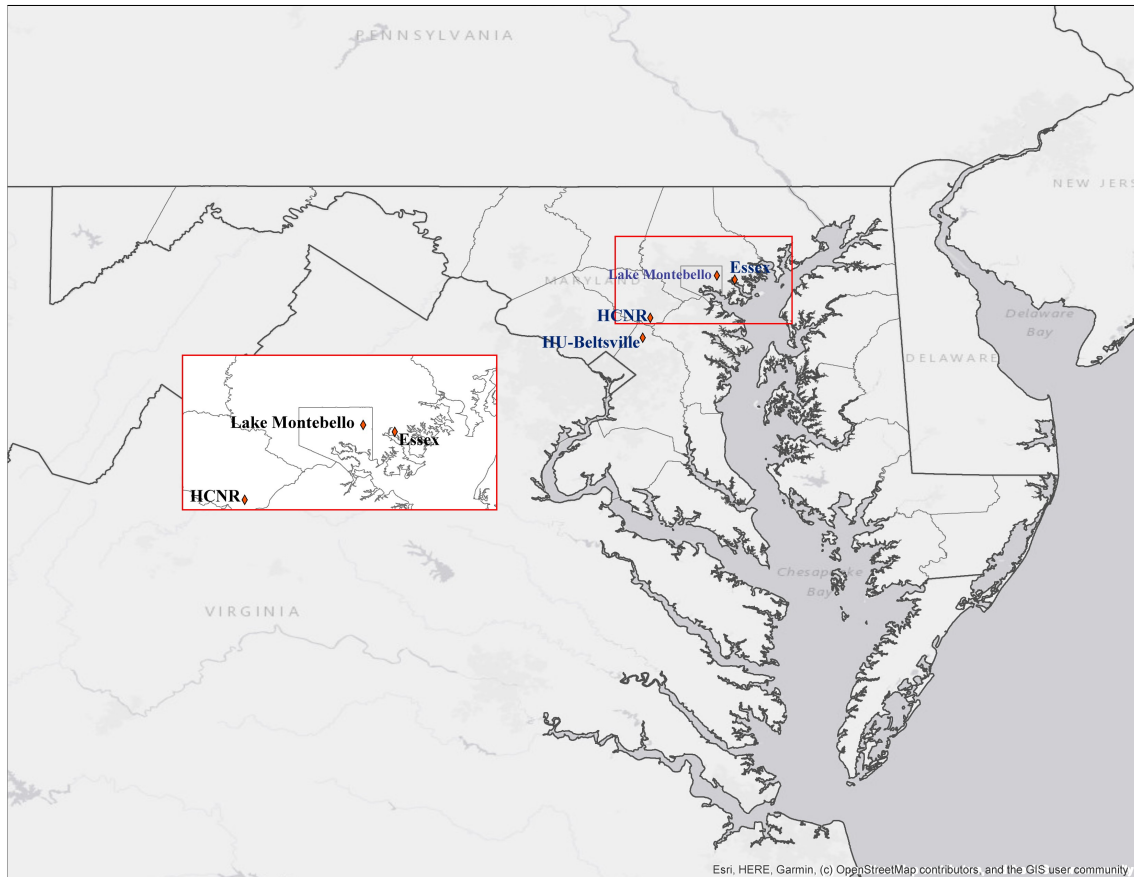 PENNSYLVANIA
NEW JERS
Essex
Lake Montebello
MARYLAND
HCNR
Delaware
Bay
HU-Beltsville
DELAWARE
Lake Montebello
Essex
HCNR
Chesapeake
Bay
VIRGINIA
Esri, HERE, Garmin, (c) OpenStreetMap contributors, and the GIS user community